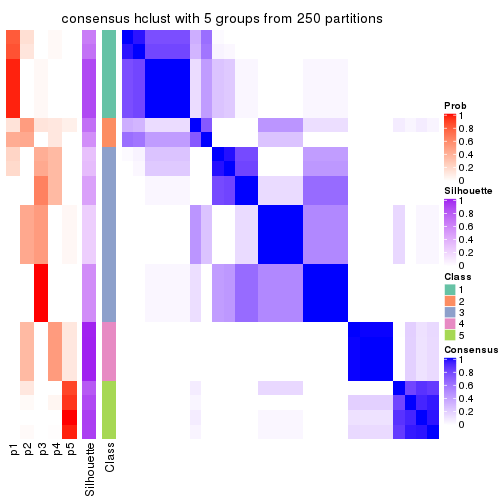 consensus hclust with 5 groups from 250 partitions
Prob
1
0.8
0.6
0.4
0.2
0
Silhouette
1
0.8
0.6
0.4
0.2
0
Class
1
2
3
4
5
Consensus
1
0.8
0.6
0.4
0.2
0
p1
p2
p3
p4
p5
Silhouette
Class